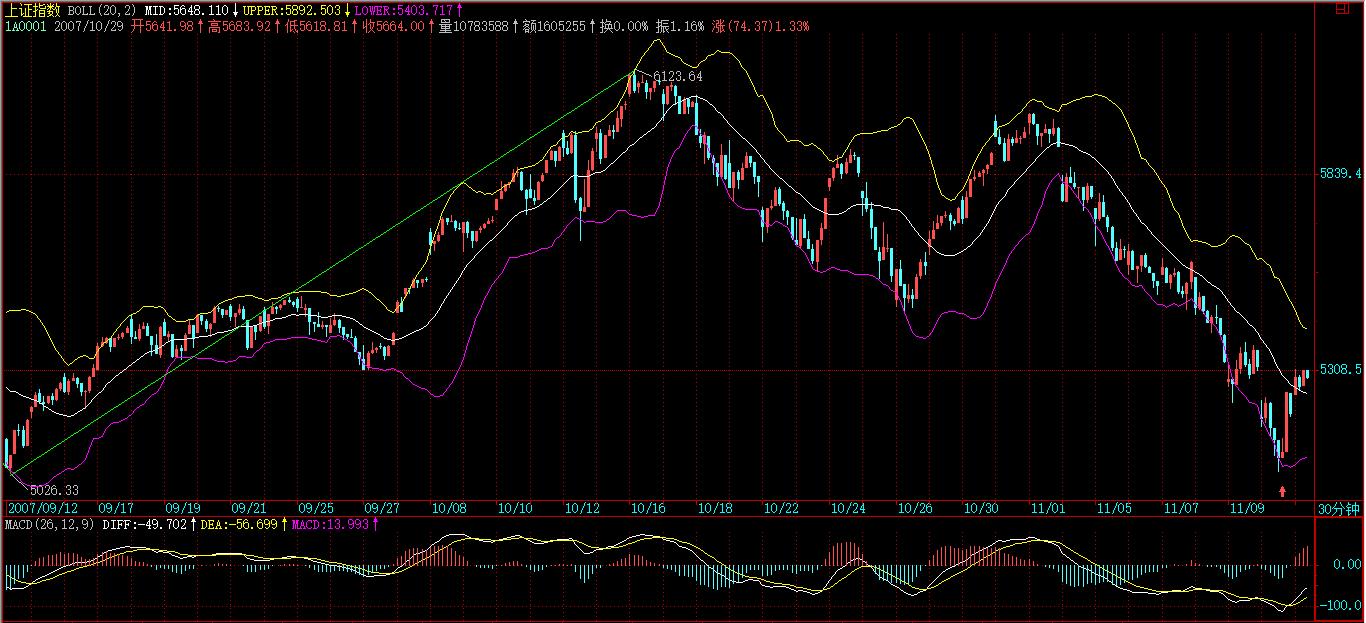 上证指数 BOLL(20,2) MID:5648.110↓ UPPER:5892.503↓ LOWER:5403.717↑
1A0001 2007/10/29 开5641.98↑高5683.92↑低5618.81↑收5664.00↑量10783588↑额1605255↑换0.00% 振1.16% 涨(74.37)1.33%
6123.64
5839.4
5308.5
5026.33
2007/09/12 09/17 09/19 09/21 09/25 09/27 10/08 10/10 10/12 10/16 10/18 10/22 10/24 10/26 10/30 11/01 11/05 11/07 11/09 30分钟
MACD(26,12,9) DIFF:-49.702↑ DEA:-56.699↑ MACD:13.993↑
0.00
-100.0